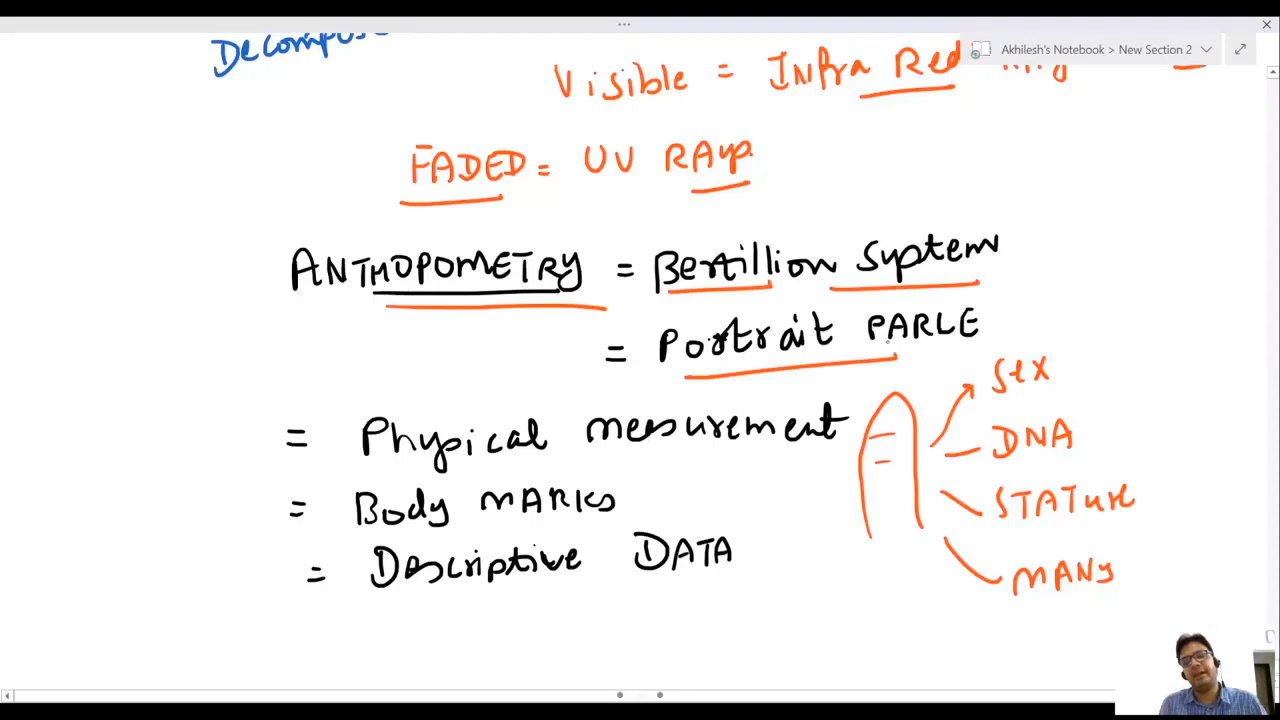 Decompos
Akhilesh's Notebook > New Section 2
Visible = Infra Red
FADED = UV RAys.
ANTHOPOMETRY = Bertillion System
= Portrait PARLE
Sex
= Physical measurement
DNA
= Body MARKS
STATure
= Descriptive DATA
MANy